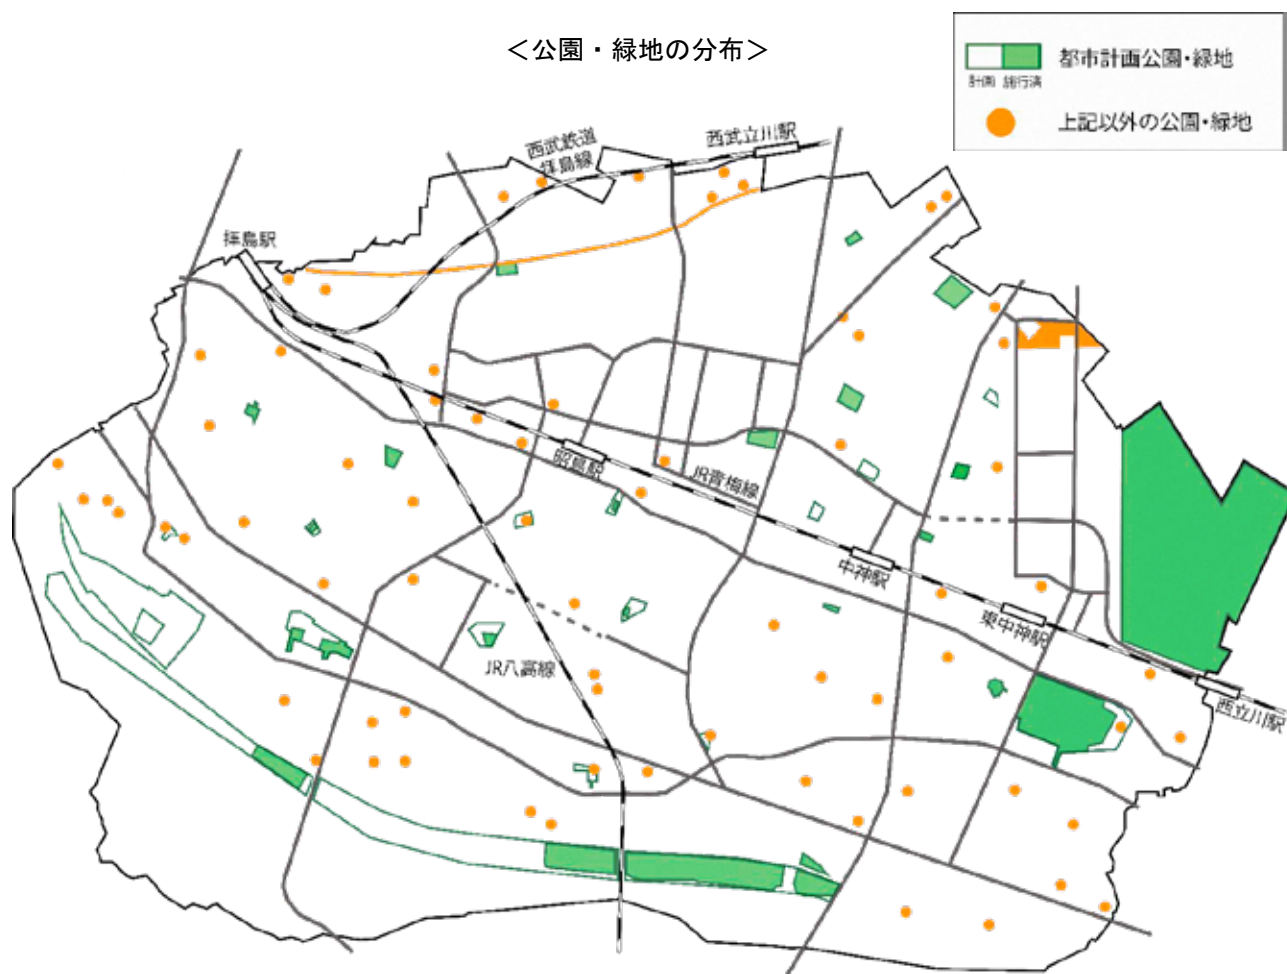 ＜公園・緑地の分布＞
都市計画公園・緑地
計画 施行済
上記以外の公園・緑地
西武鉄道
拝島線
西武立川駅
拝島駅
昭島駅
JR青梅線
中神駅
東中神駅
西立川駅
JR八高線